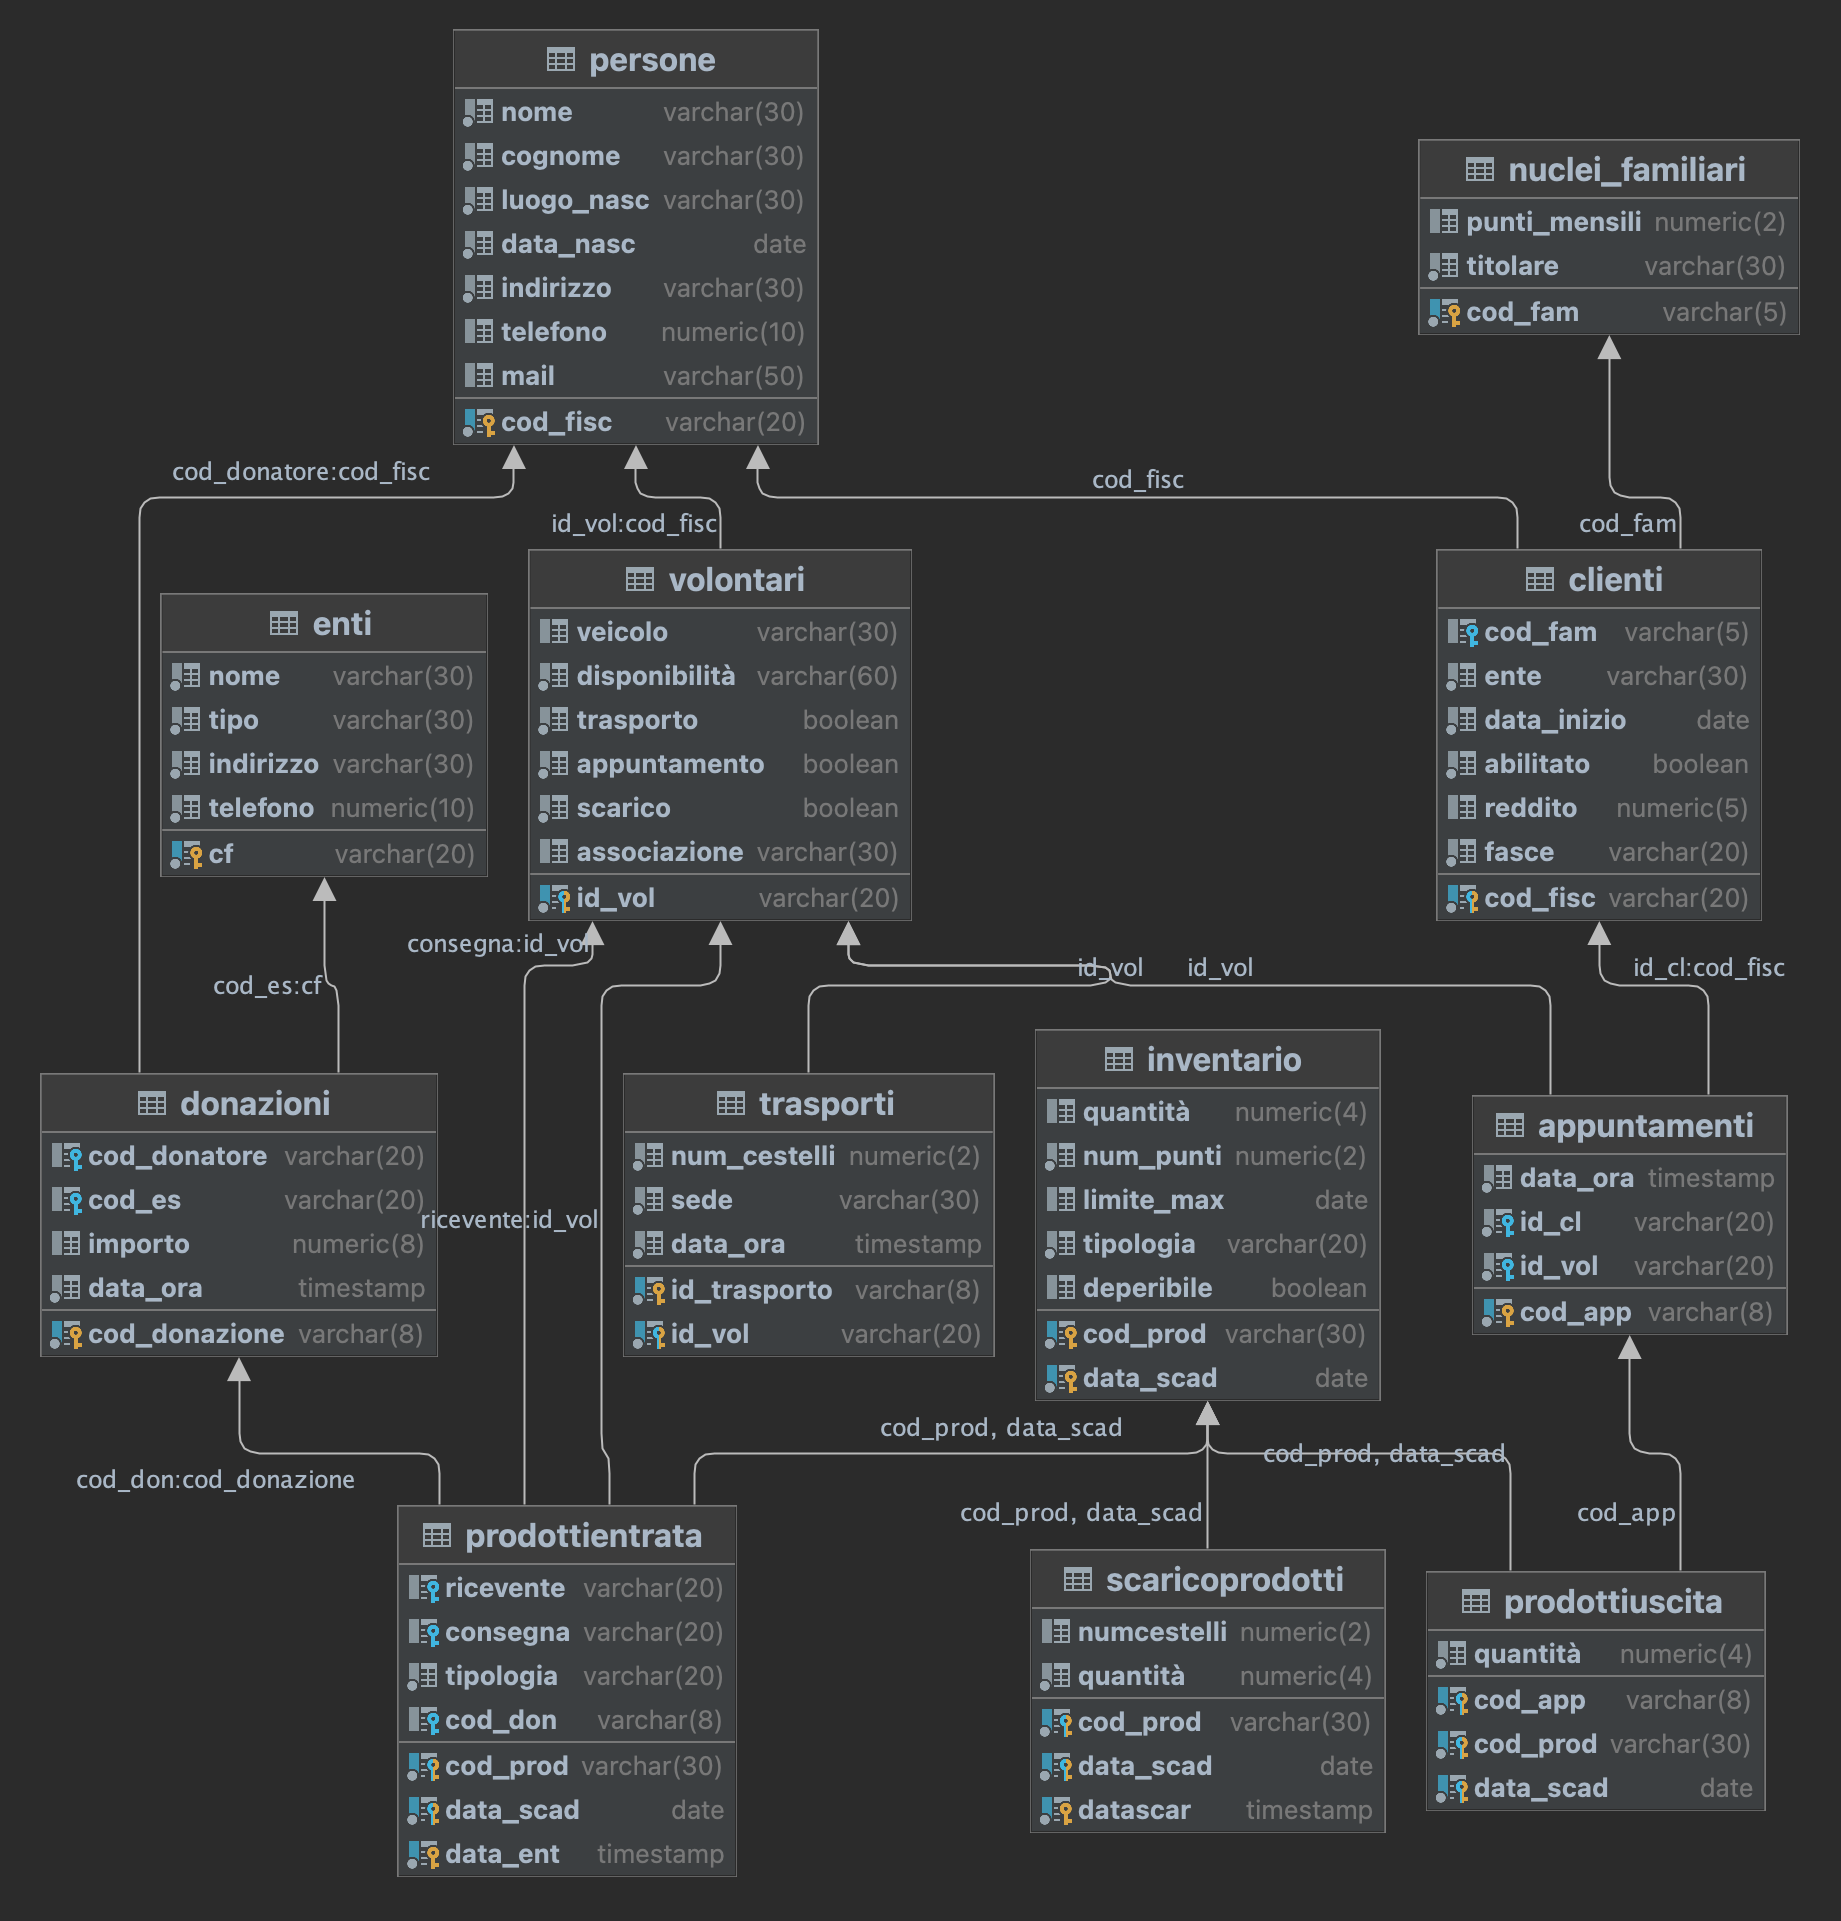 persone
nome varchar(30)
cognome varchar(30)
luogo_nasc varchar(30)
data_nasc date
indirizzo varchar(30)
telefono numeric(10)
mail varchar(50)
cod_fisc varchar(20)
nuclei_familiari
punti_mensili numeric(2)
titolare varchar(30)
cod_fam varchar(5)
cod_donatore:cod_fisc
id_vol:cod_fisc
cod_fisc
cod_fam
enti
nome varchar(30)
tipo varchar(30)
indirizzo varchar(30)
telefono numeric(10)
cf varchar(20)
volontari
veicolo varchar(30)
disponibilità varchar(60)
trasporto boolean
appuntamento boolean
scarico boolean
associazione varchar(30)
id_vol varchar(20)
clienti
cod_fam varchar(5)
ente varchar(30)
data_inizio date
abilitato boolean
reddito numeric(5)
fasce varchar(20)
cod_fisc varchar(20)
cod_es:cf
consegna:id_vol
id_vol
id_vol
id_cl:cod_fisc
donazioni
cod_donatore varchar(20)
cod_es varchar(20)
importo numeric(8)
data_ora timestamp
cod_donazione varchar(8)
ricevente:id_vol
trasporti
num_cestelli numeric(2)
sede varchar(30)
data_ora timestamp
id_trasporto varchar(8)
id_vol varchar(20)
inventario
quantità numeric(4)
num_punti numeric(2)
limite_max date
tipologia varchar(20)
deperibile boolean
cod_prod varchar(30)
data_scad date
appuntamenti
data_ora timestamp
id_cl varchar(20)
id_vol varchar(20)
cod_app varchar(8)
cod_don:cod_donazione
cod_prod, data_scad
cod_prod, data_scad
cod_prod, data_scad
cod_app
prodottientrata
ricevente varchar(20)
consegna varchar(20)
tipologia varchar(20)
cod_don varchar(8)
cod_prod varchar(30)
data_scad date
data_ent timestamp
scaricoprodotti
numcestelli numeric(2)
quantità numeric(4)
cod_prod varchar(30)
data_scad date
datascar timestamp
prodottiuscita
quantità numeric(4)
cod_app varchar(8)
cod_prod varchar(30)
data_scad date